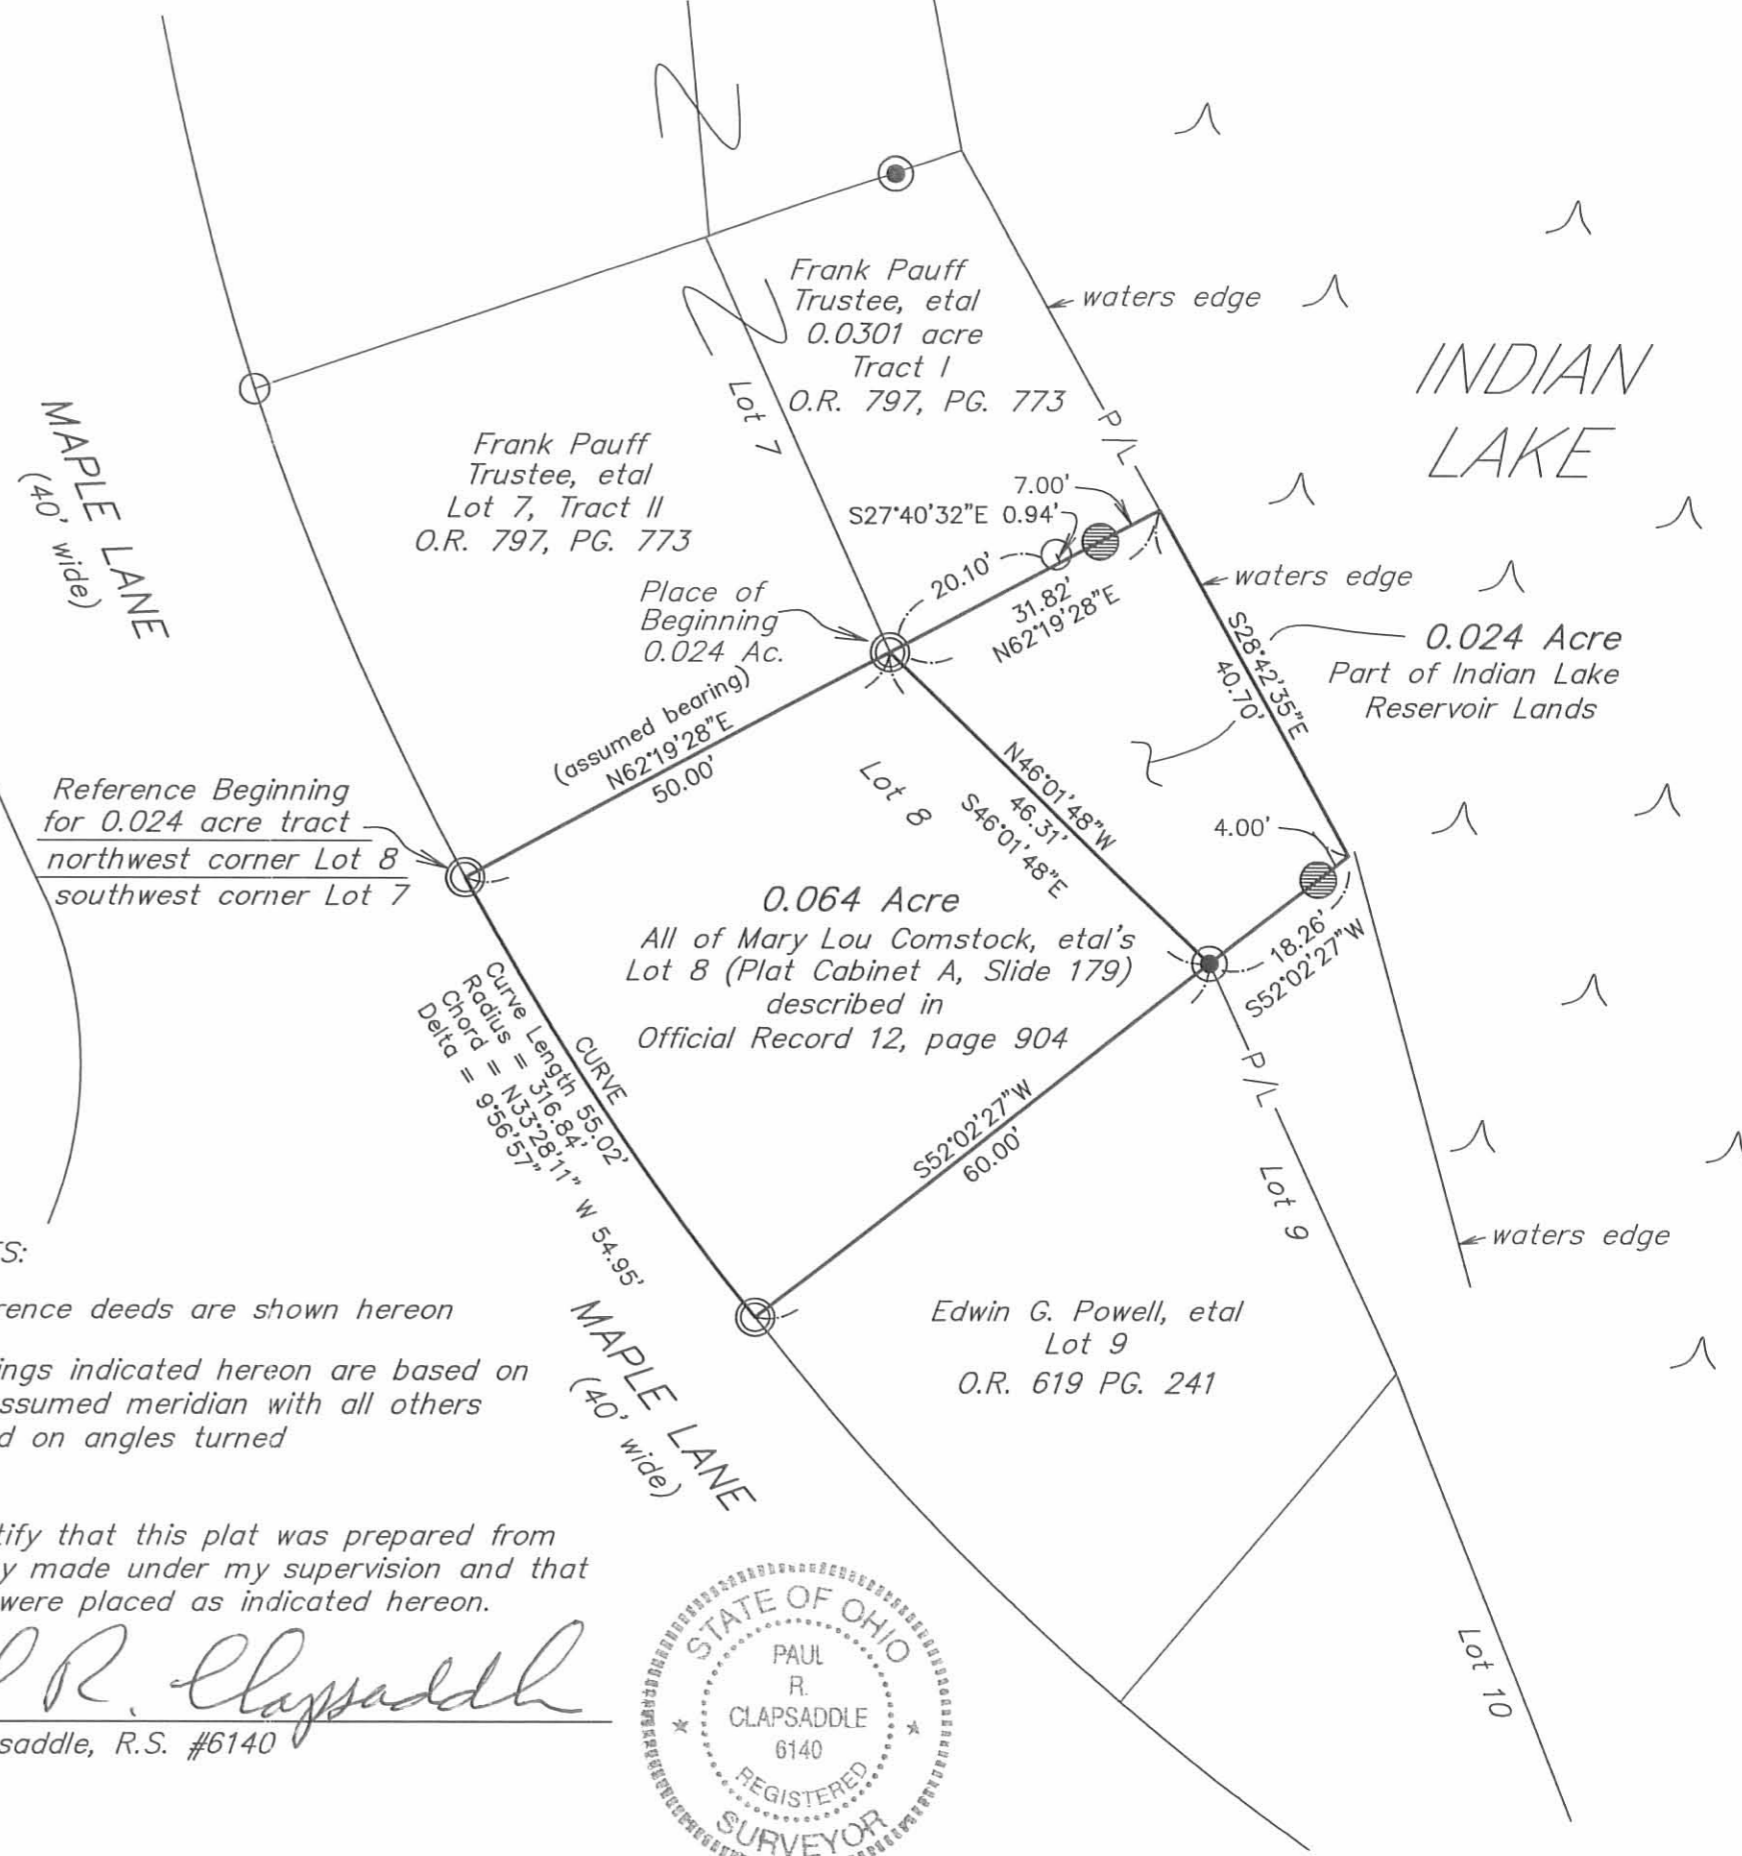 Frank Pauff
Trustee, etal
0.0301 acre
Tract I
O.R. 797, PG. 773
waters edge
INDIAN
LAKE
MAPLE LANE
(40' wide)
Frank Pauff
Trustee, etal
Lot 7, Tract II
O.R. 797, PG. 773
Lot 7
P/L
7.00'
S27°40'32"E 0.94'
20.10'
31.82'
N62°19'28"E
waters edge
Place of
Beginning
0.024 Ac.
S28°42'35"E
40.70'
0.024 Acre
Part of Indian Lake
Reservoir Lands
(assumed bearing)
N62°19'28"E
50.00'
Reference Beginning
for 0.024 acre tract
northwest corner Lot 8
southwest corner Lot 7
Lot 8
N46°01'48"W
46.31'
S46°01'48"E
4.00'
18.26'
S52°02'27"W
0.064 Acre
All of Mary Lou Comstock, etal's
Lot 8 (Plat Cabinet A, Slide 179)
described in
Official Record 12, page 904
CURVE
Curve Length 55.02'
Radius = 316.84'
Chord = N33°28'11" W 54.95'
Delta = 9°56'57"
S52°02'27"W
60.00'
P/L
Lot 9
waters edge
MAPLE LANE
(40' wide)
Edwin G. Powell, etal
Lot 9
O.R. 619 PG. 241
S:
rence deeds are shown hereon
ings indicated hereon are based on
ssumed meridian with all others
d on angles turned
tify that this plat was prepared from
y made under my supervision and that
were placed as indicated hereon.
R. Clapsaddle
saddle, R.S. #6140
STATE OF OHIO
PAUL
R.
CLAPSADDLE
6140
REGISTERED
SURVEYOR
Lot 10